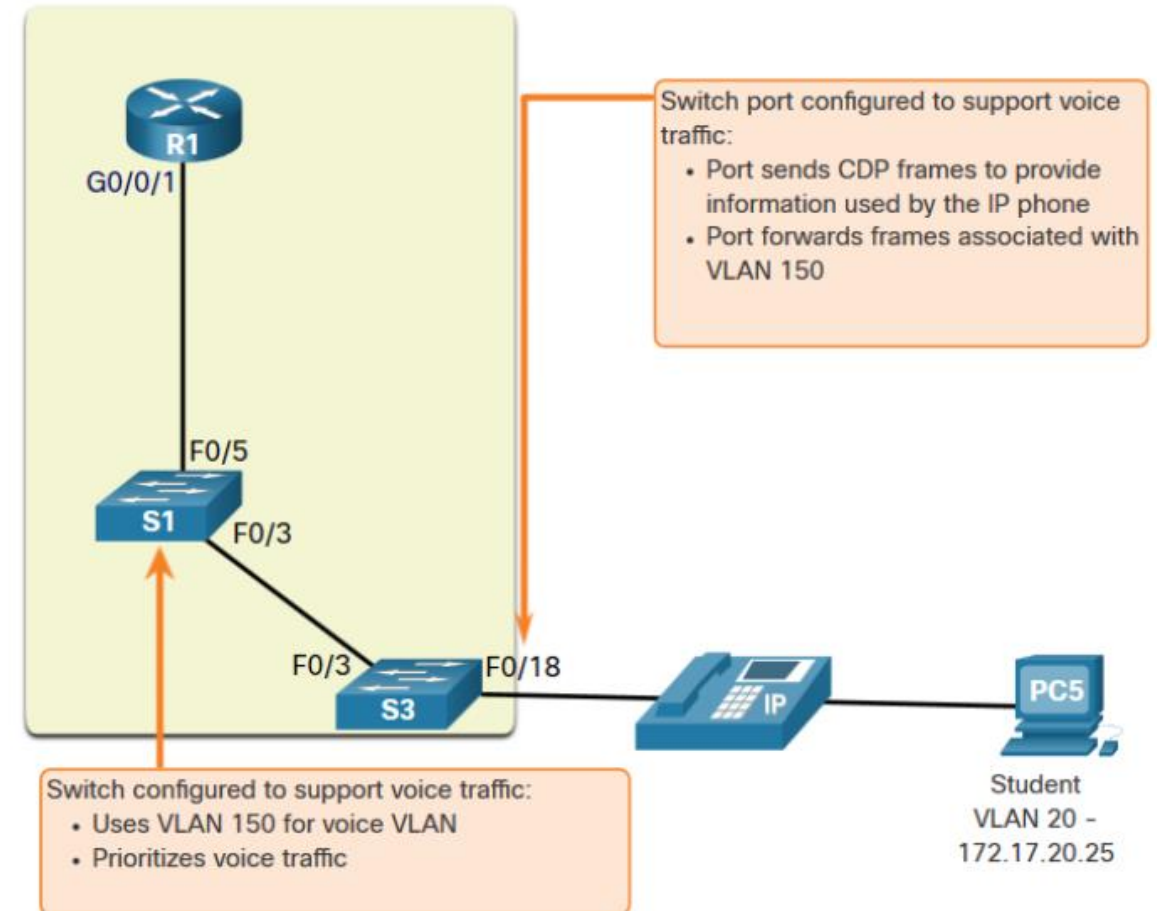 R1
G0/0/1
Switch port configured to support voice
traffic:
• Port sends CDP frames to provide
information used by the IP phone
• Port forwards frames associated with
VLAN 150
F0/5
S1
F0/3
F0/3
F0/18
S3
IP
PC5
Student
VLAN 20 –
172.17.20.25
Switch configured to support voice traffic:
• Uses VLAN 150 for voice VLAN
• Prioritizes voice traffic